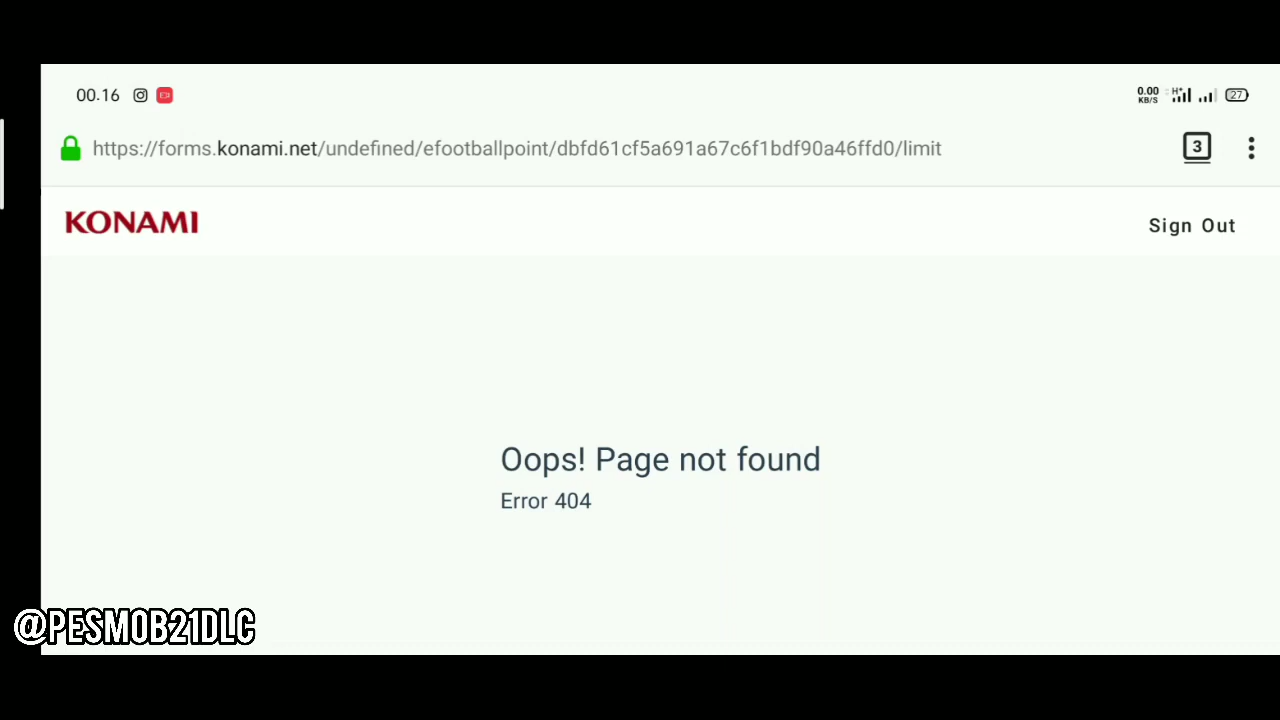 00.16
0.00 KB/S H+ 27
https://forms.konami.net/undefined/efootballpoint/dbfd61cf5a691a67c6f1bdf90a46ffd0/limit
3
KONAMI
Sign Out
Oops! Page not found
Error 404
@PESMOB21DLC